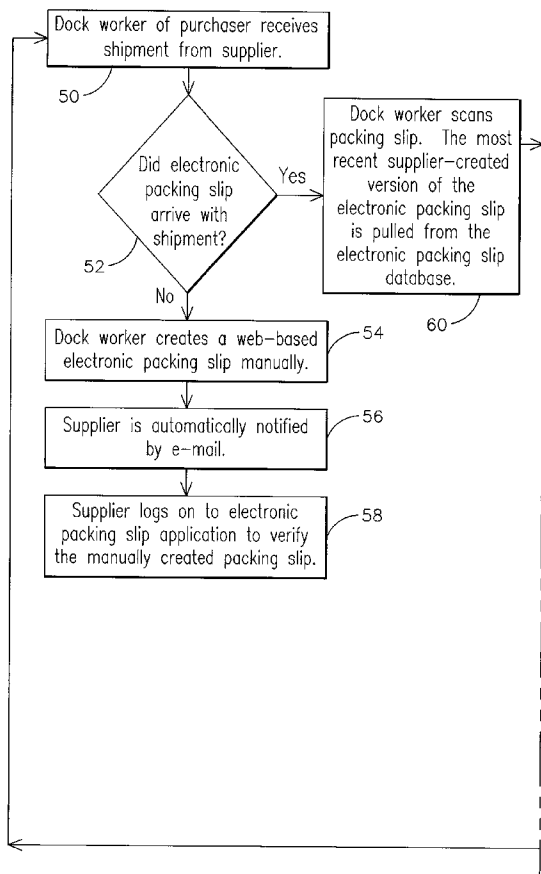 Dock worker of purchaser receives
shipment from supplier.
50
Did electronic
packing slip
arrive with
shipment?
52
Yes
No
Dock worker scans
packing slip. The most
recent supplier-created
version of the
electronic packing slip
is pulled from the
electronic packing slip
database.
60
Dock worker creates a web-based
electronic packing slip manually.
54
Supplier is automatically notified
by e-mail.
56
Supplier logs on to electronic
packing slip application to verify
the manually created packing slip.
58